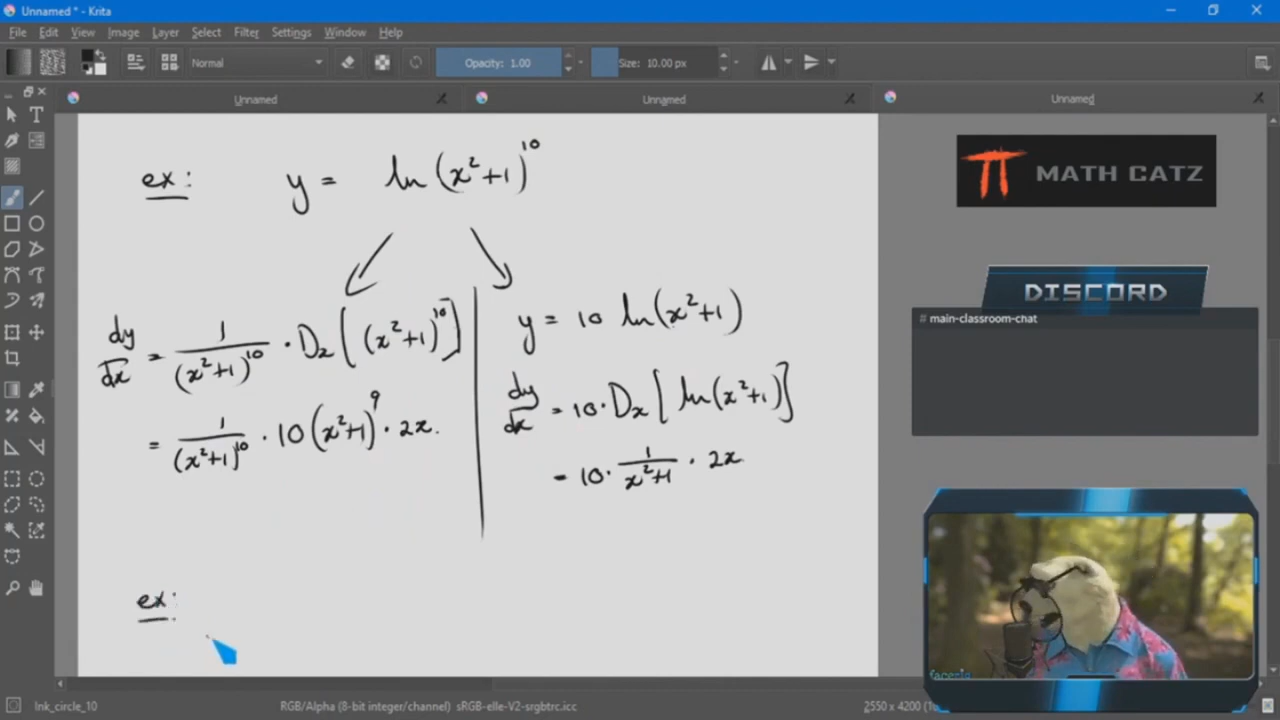 Unnamed * - Krita
File Edit View Image Layer Select Filter Settings Window Help
Normal Opacity: 1.00 Size: 10.00 px
Unnamed Unnamed Unnamed
ex: y = ln(x²+1)¹⁰
dy/dx = 1/(x²+1)¹⁰ · Dx[(x²+1)¹⁰]
= 1/(x²+1)¹⁰ · 10(x²+1)⁹ · 2x.
y = 10 ln(x²+1)
dy/dx = 10 · Dx[ln(x²+1)]
= 10 · 1/x²+1 · 2x
ex:
MATH CATZ
DISCORD
# main-classroom-chat
facerig
Ink_circle_10 RGB/Alpha (8-bit integer/channel) sRGB-elle-V2-srgbtrc.icc 2550 x 4200